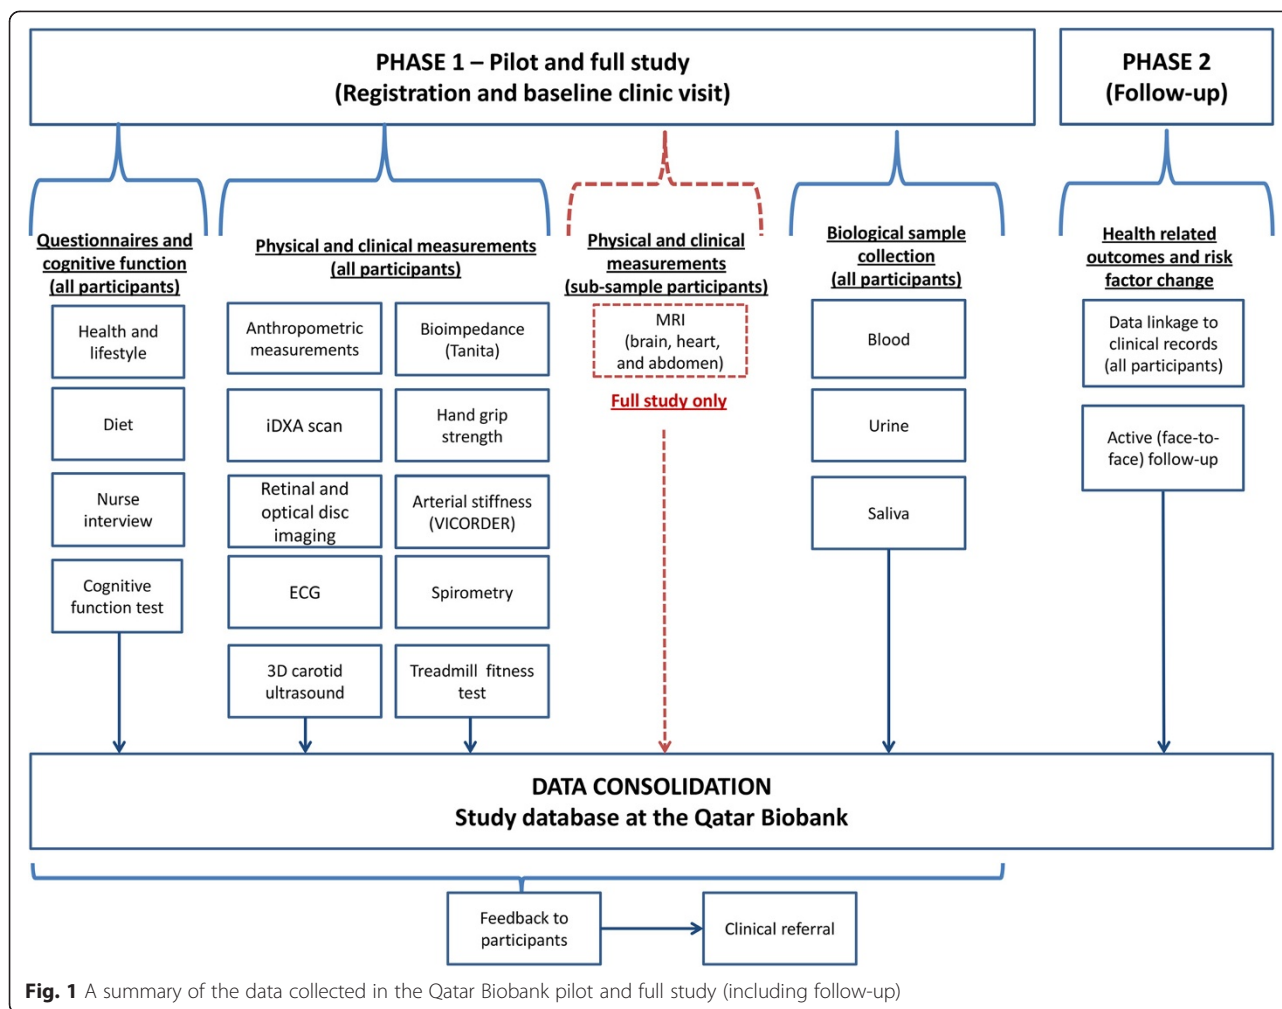 PHASE 1 – Pilot and full study
(Registration and baseline clinic visit)
PHASE 2
(Follow-up)
Questionnaires and
cognitive function
(all participants)
Health and
lifestyle
Diet
Nurse
interview
Cognitive
function test
Physical and clinical measurements
(all participants)
Anthropometric
measurements
iDXA scan
Retinal and
optical disc
imaging
ECG
3D carotid
ultrasound
Bioimpedance
(Tanita)
Hand grip
strength
Arterial stiffness
(VICORDER)
Spirometry
Treadmill fitness
test
Physical and clinical
measurements
(sub-sample participants)
MRI
(brain, heart,
and abdomen)
Full study only
Biological sample
collection
(all participants)
Blood
Urine
Saliva
Health related
outcomes and risk
factor change
Data linkage to
clinical records
(all participants)
Active (face-to-
face) follow-up
DATA CONSOLIDATION
Study database at the Qatar Biobank
Feedback to
participants
Clinical referral
Fig. 1 A summary of the data collected in the Qatar Biobank pilot and full study (including follow-up)